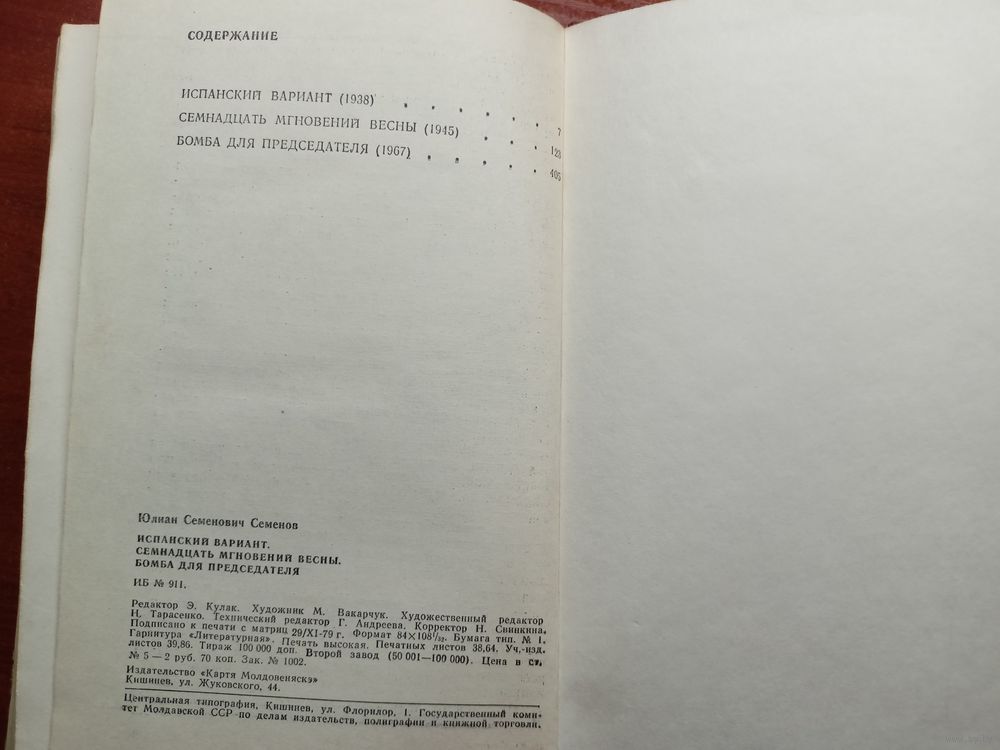 СОДЕРЖАНИЕ
ИСПАНСКИЙ ВАРИАНТ (1938) . . . . . . 7
СЕМНАДЦАТЬ МГНОВЕНИЙ ВЕСНЫ (1945) . . . 123
БОМБА ДЛЯ ПРЕДСЕДАТЕЛЯ (1967) . . . . . 405
Юлиан Семенович Семенов
ИСПАНСКИЙ ВАРИАНТ.
СЕМНАДЦАТЬ МГНОВЕНИЙ ВЕСНЫ.
БОМБА ДЛЯ ПРЕДСЕДАТЕЛЯ
ИБ № 911.
Редактор Э. Кулак. Художник М. Вакарчук. Художественный редактор
Н. Тарасенко. Технический редактор Г. Андреева. Корректор Н. Свинкина.
Подписано к печати с матриц 29/XI-79 г. Формат 84×108¹/₃₂. Бумага тип. № 1.
Гарнитура «Литературная». Печать высокая. Печатных листов 38,64. Уч.-изд.
листов 39,86. Тираж 100 000 доп. Второй завод (50 001—100 000). Цена в ст.
№ 5 — 2 руб. 70 коп. Зак. № 1002.
Издательство «Картя Молдовеняскэ»
Кишинев, ул. Жуковского, 44.
Центральная типография, Кишинев, ул. Флорилор, 1. Государственный коми-
тет Молдавской ССР по делам издательств, полиграфии и книжной торговли.